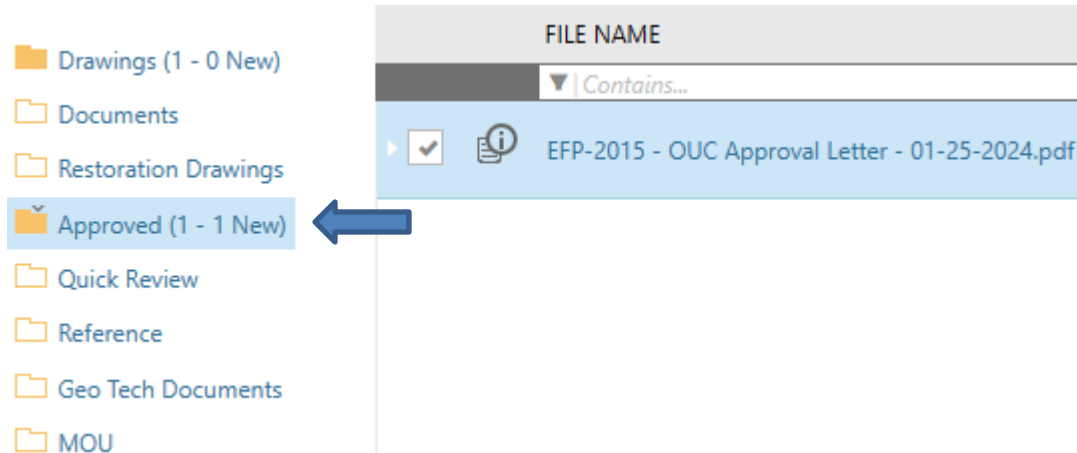 Drawings (1 - 0 New)
Documents
Restoration Drawings
Approved (1 - 1 New)
Quick Review
Reference
Geo Tech Documents
MOU
FILE NAME
Contains...
EFP-2015 - OUC Approval Letter - 01-25-2024.pdf